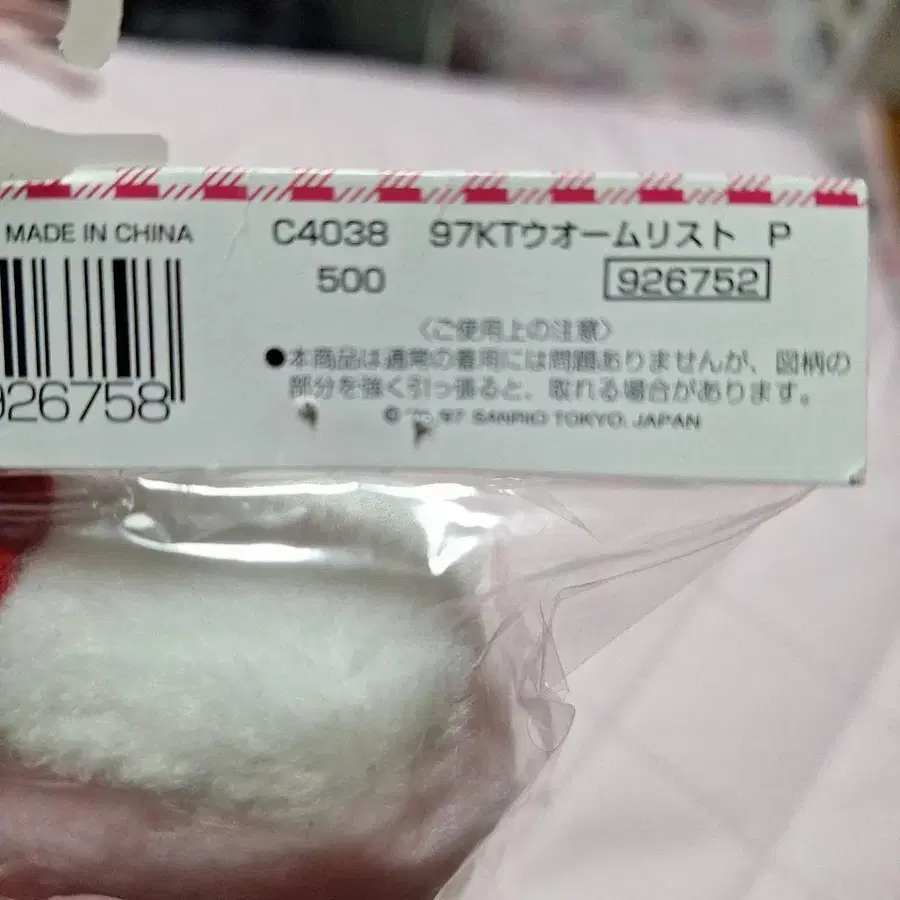 MADE IN CHINA
C4038 97KTウオームリスト P
500 926752
〈ご使用上の注意〉
●本商品は通常の着用には問題ありませんが、図柄の
部分を強く引っ張ると、取れる場合があります。
926758
© 97 SANRIO TOKYO, JAPAN